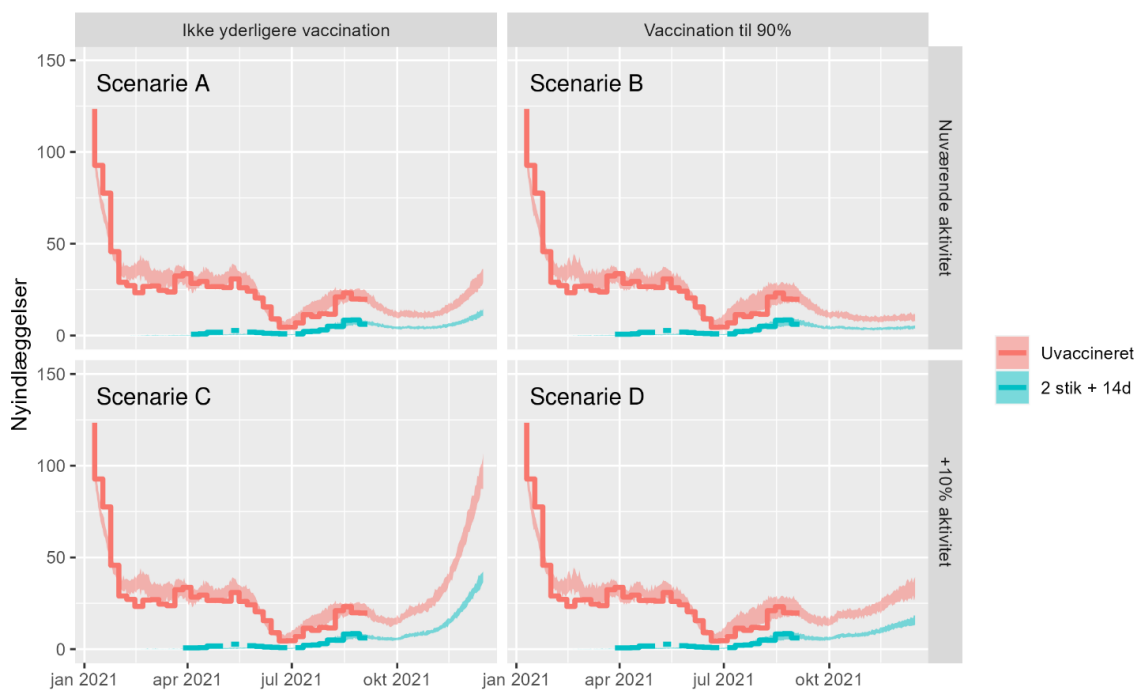 Ikke yderligere vaccination
Vaccination til 90%
150
Scenarie A
Scenarie B
100
50
0
Nuværende aktivitet
Nyindlæggelser
150
Scenarie C
Scenarie D
100
50
0
+10% aktivitet
jan 2021 apr 2021 jul 2021 okt 2021 jan 2021 apr 2021 jul 2021 okt 2021
Uvaccineret
2 stik + 14d